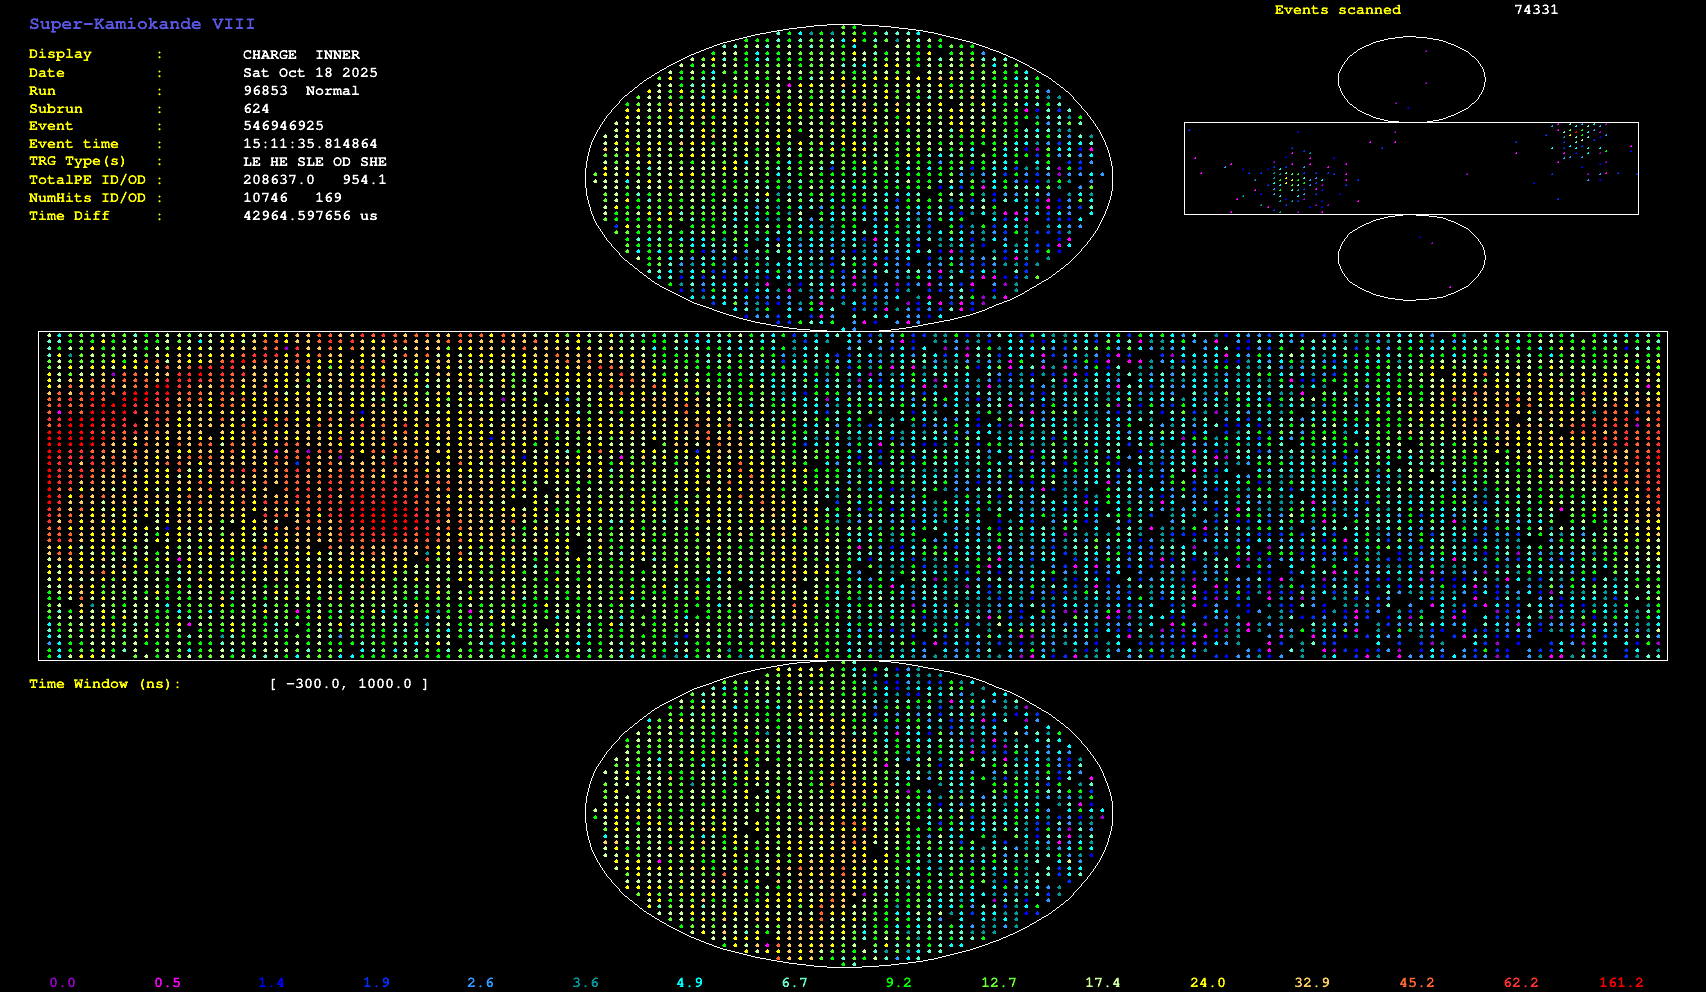 Super-Kamiokande VIII
Events scanned 74331
Display : CHARGE INNER
Date : Sat Oct 18 2025
Run : 96853 Normal
Subrun : 624
Event : 546946925
Event time : 15:11:35.814864
TRG Type(s) : LE HE SLE OD SHE
TotalPE ID/OD : 208637.0 954.1
NumHits ID/OD : 10746 169
Time Diff : 42964.597656 us
Time Window (ns): [ -300.0, 1000.0 ]
0.0 0.5 1.4 1.9 2.6 3.6 4.9 6.7 9.2 12.7 17.4 24.0 32.9 45.2 62.2 161.2